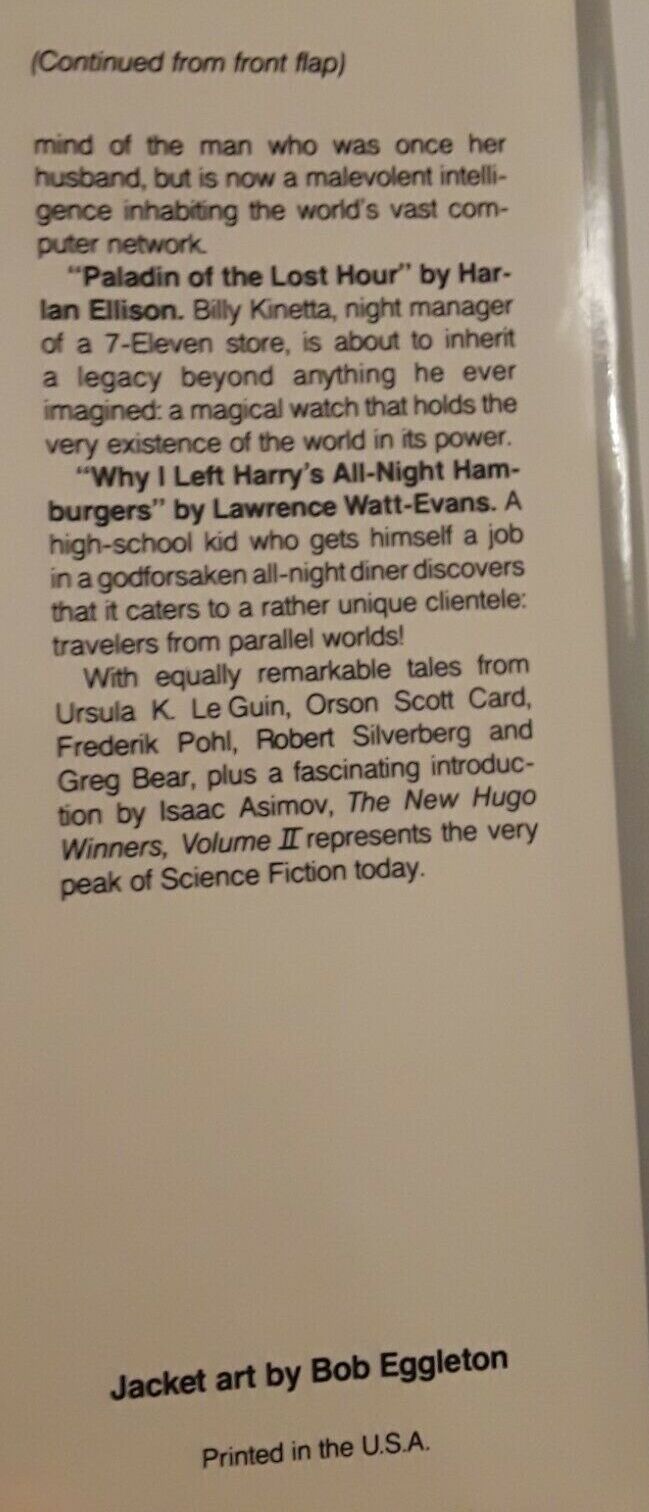 (Continued from front flap)
mind of the man who was once her
husband, but is now a malevolent intelli-
gence inhabiting the world's vast com-
puter network.
"Paladin of the Lost Hour" by Har-
lan Ellison. Billy Kinetta, night manager
of a 7-Eleven store, is about to inherit
a legacy beyond anything he ever
imagined: a magical watch that holds the
very existence of the world in its power.
"Why I Left Harry's All-Night Ham-
burgers" by Lawrence Watt-Evans. A
high-school kid who gets himself a job
in a godforsaken all-night diner discovers
that it caters to a rather unique clientele:
travelers from parallel worlds!
With equally remarkable tales from
Ursula K. Le Guin, Orson Scott Card,
Frederik Pohl, Robert Silverberg and
Greg Bear, plus a fascinating introduc-
tion by Isaac Asimov, The New Hugo
Winners, Volume II represents the very
peak of Science Fiction today.
Jacket art by Bob Eggleton
Printed in the U.S.A.